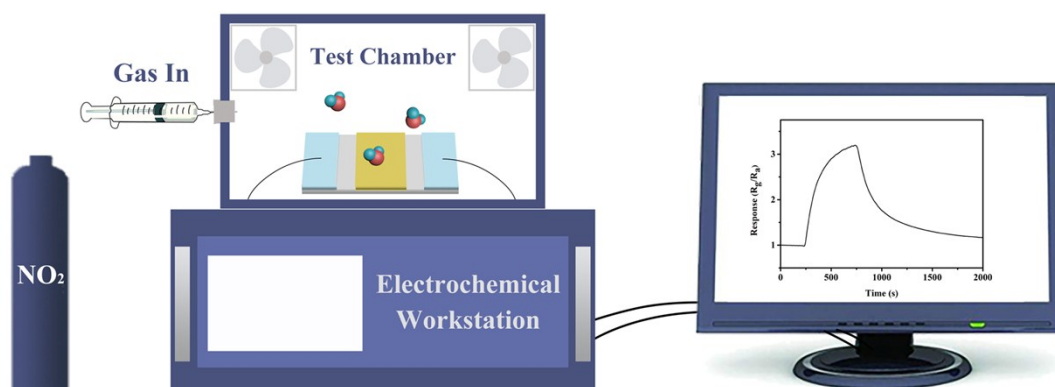 Gas In
Test Chamber
NO₂
Electrochemical
Workstation
Response (Rg/Ra)
3
2
1
0
500
1000
1500
2000
Time (s)